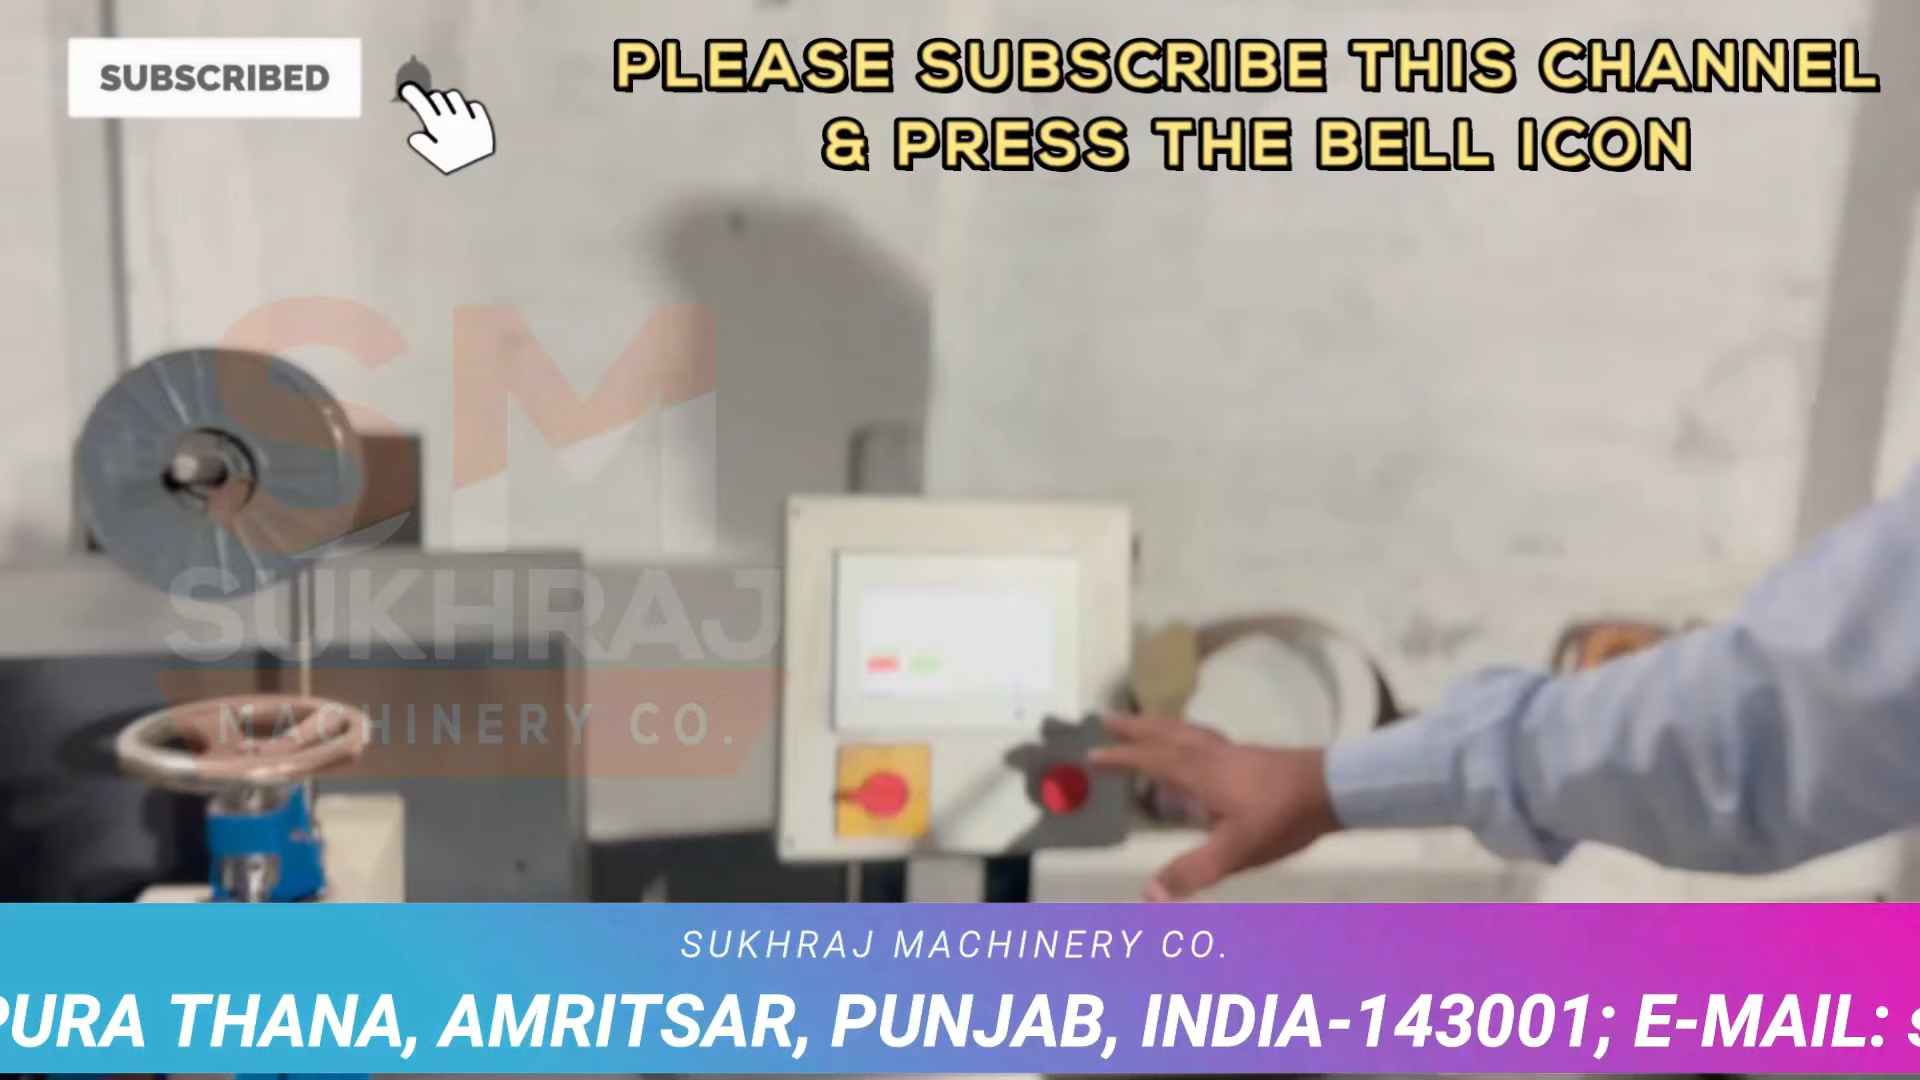 SUBSCRIBED
PLEASE SUBSCRIBE THIS CHANNEL
& PRESS THE BELL ICON
SM
SUKHRAJ
MACHINERY CO.
SUKHRAJ MACHINERY CO.
PURA THANA, AMRITSAR, PUNJAB, INDIA-143001; E-MAIL: s